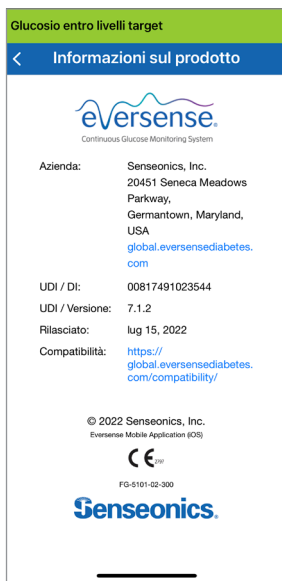 Glucosio entro livelli target
Informazioni sul prodotto
eversense.
Continuous Glucose Monitoring System
Azienda: Senseonics, Inc.
20451 Seneca Meadows
Parkway,
Germantown, Maryland,
USA
global.eversensediabetes.
com
UDI / DI: 00817491023544
UDI / Versione: 7.1.2
Rilasciato: lug 15, 2022
Compatibilità: https://
global.eversensediabetes.
com/compatibility/
© 2022 Senseonics, Inc.
Eversense Mobile Application (iOS)
CE 2797
FG-5101-02-300
Senseonics.